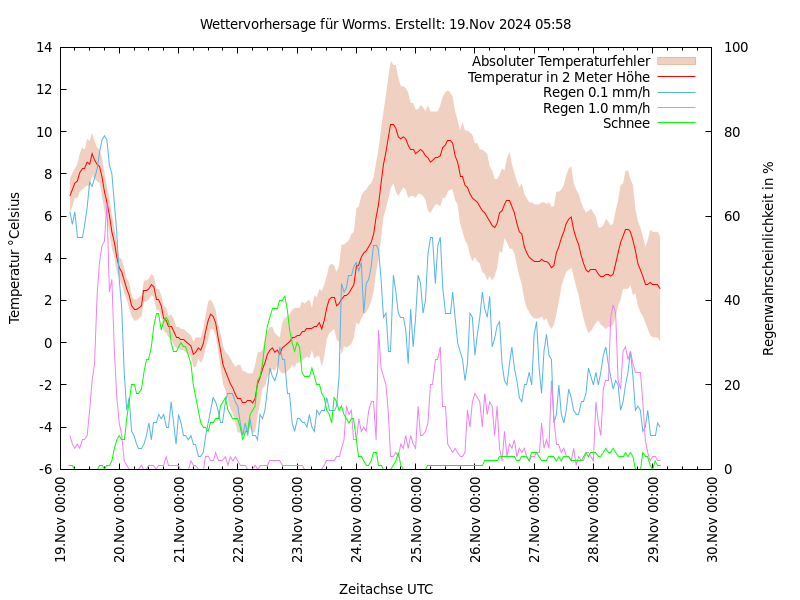 Wettervorhersage für Worms. Erstellt: 19.Nov 2024 05:58
Absoluter Temperaturfehler
Temperatur in 2 Meter Höhe
Regen 0.1 mm/h
Regen 1.0 mm/h
Schnee
Temperatur °Celsius
14
12
10
8
6
4
2
0
-2
-4
-6
100
80
60
40
20
0
Regenwahrscheinlichkeit in %
19.Nov 00:00
20.Nov 00:00
21.Nov 00:00
22.Nov 00:00
23.Nov 00:00
24.Nov 00:00
25.Nov 00:00
26.Nov 00:00
27.Nov 00:00
28.Nov 00:00
29.Nov 00:00
30.Nov 00:00
Zeitachse UTC